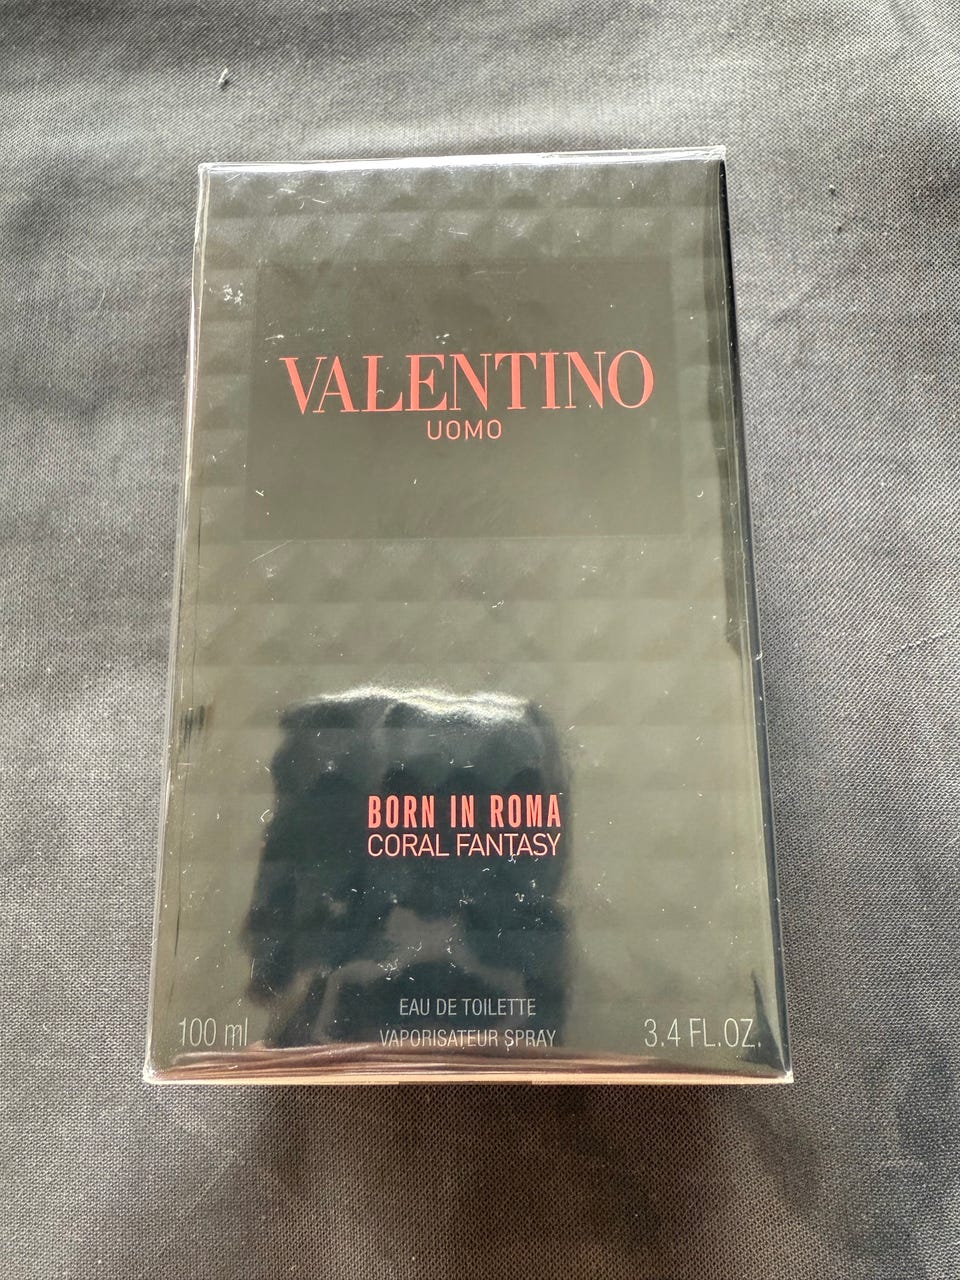 VALENTINO
UOMO
BORN IN ROMA
CORAL FANTASY
EAU DE TOILETTE
100 ml VAPORISATEUR SPRAY 3.4 FL.OZ.